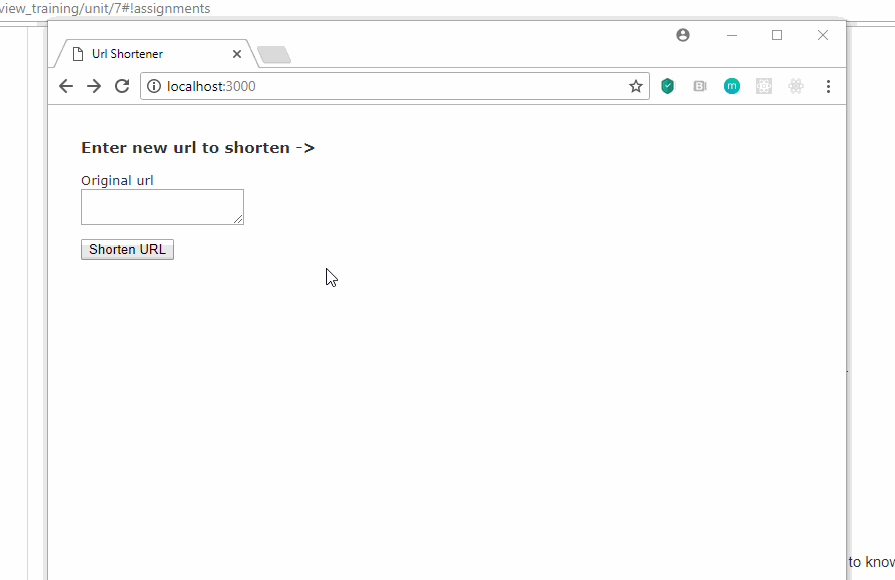 view_training/unit/7#!assignments
Url Shortener
localhost:3000
m
Enter new url to shorten ->
Original url
Shorten URL
to know